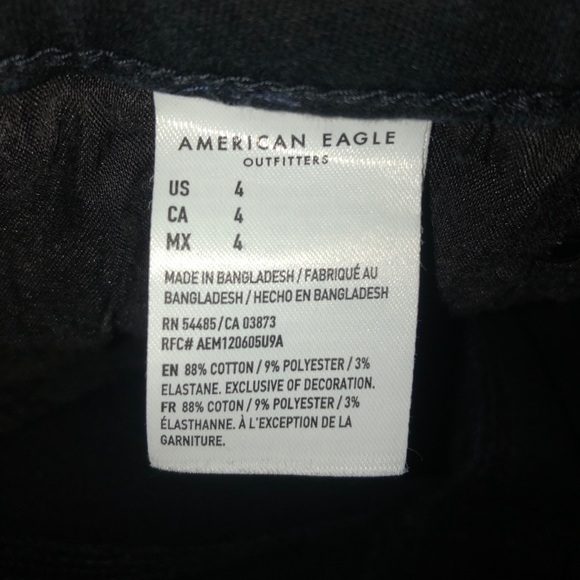 AMERICAN EAGLE
OUTFITTERS
US 4
CA 4
MX 4
MADE IN BANGLADESH / FABRIQUÉ AU
BANGLADESH / HECHO EN BANGLADESH
RN 54485 / CA 03873
RFC# AEM120605U9A
EN 88% COTTON / 9% POLYESTER / 3%
ELASTANE. EXCLUSIVE OF DECORATION.
FR 88% COTON / 9% POLYESTER / 3%
ÉLASTHANNE. À L'EXCEPTION DE LA
GARNITURE.